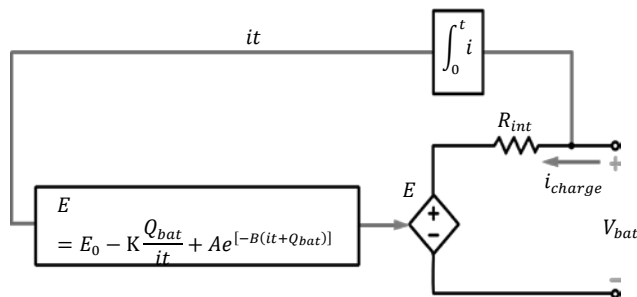 it
∫₀ᵗ i
R_int
+
i_charge
E
+
−
V_bat
−
E
= E₀ − K Q_bat/it + Ae^[−B(it+Q_bat)]